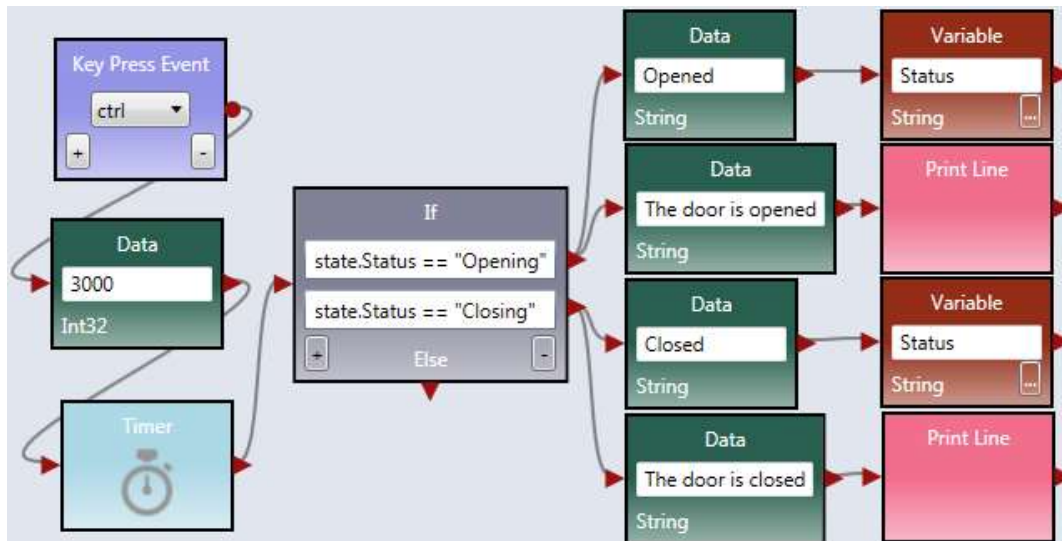 Key Press Event
ctrl
+
-
Data
3000
Int32
Timer
If
state.Status == "Opening"
state.Status == "Closing"
+
Else
-
Data
Opened
String
Variable
Status
String
...
Data
The door is opened
String
Print Line
Data
Closed
String
Variable
Status
String
...
Data
The door is closed
String
Print Line